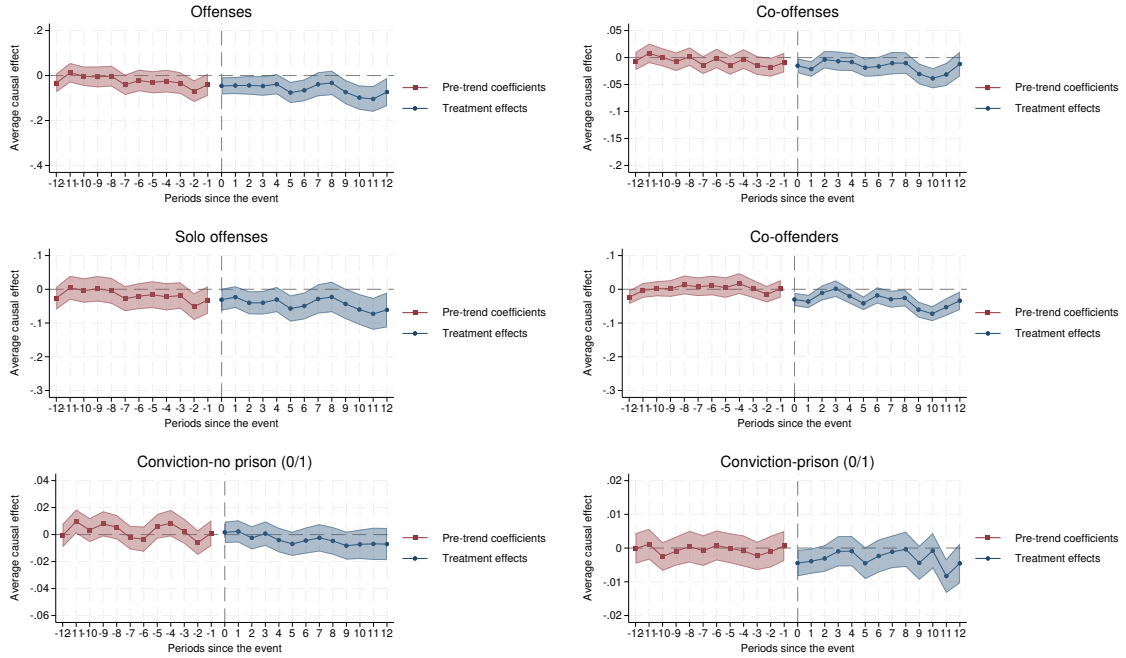 Offenses
Average causal effect
.2
0
-.2
-.4
-12 -11 -10 -9 -8 -7 -6 -5 -4 -3 -2 -1 0 1 2 3 4 5 6 7 8 9 10 11 12
Periods since the event
Pre-trend coefficients
Treatment effects
Co-offenses
Average causal effect
.05
0
-.05
-.1
-.15
-.2
-12 -11 -10 -9 -8 -7 -6 -5 -4 -3 -2 -1 0 1 2 3 4 5 6 7 8 9 10 11 12
Periods since the event
Pre-trend coefficients
Treatment effects
Solo offenses
Average causal effect
.1
0
-.1
-.2
-.3
-12 -11 -10 -9 -8 -7 -6 -5 -4 -3 -2 -1 0 1 2 3 4 5 6 7 8 9 10 11 12
Periods since the event
Pre-trend coefficients
Treatment effects
Co-offenders
Average causal effect
.1
0
-.1
-.2
-.3
-12 -11 -10 -9 -8 -7 -6 -5 -4 -3 -2 -1 0 1 2 3 4 5 6 7 8 9 10 11 12
Periods since the event
Pre-trend coefficients
Treatment effects
Conviction-no prison (0/1)
Average causal effect
.04
.02
0
-.02
-.04
-.06
-12 -11 -10 -9 -8 -7 -6 -5 -4 -3 -2 -1 0 1 2 3 4 5 6 7 8 9 10 11 12
Periods since the event
Pre-trend coefficients
Treatment effects
Conviction-prison (0/1)
Average causal effect
.02
.01
0
-.01
-.02
-12 -11 -10 -9 -8 -7 -6 -5 -4 -3 -2 -1 0 1 2 3 4 5 6 7 8 9 10 11 12
Periods since the event
Pre-trend coefficients
Treatment effects